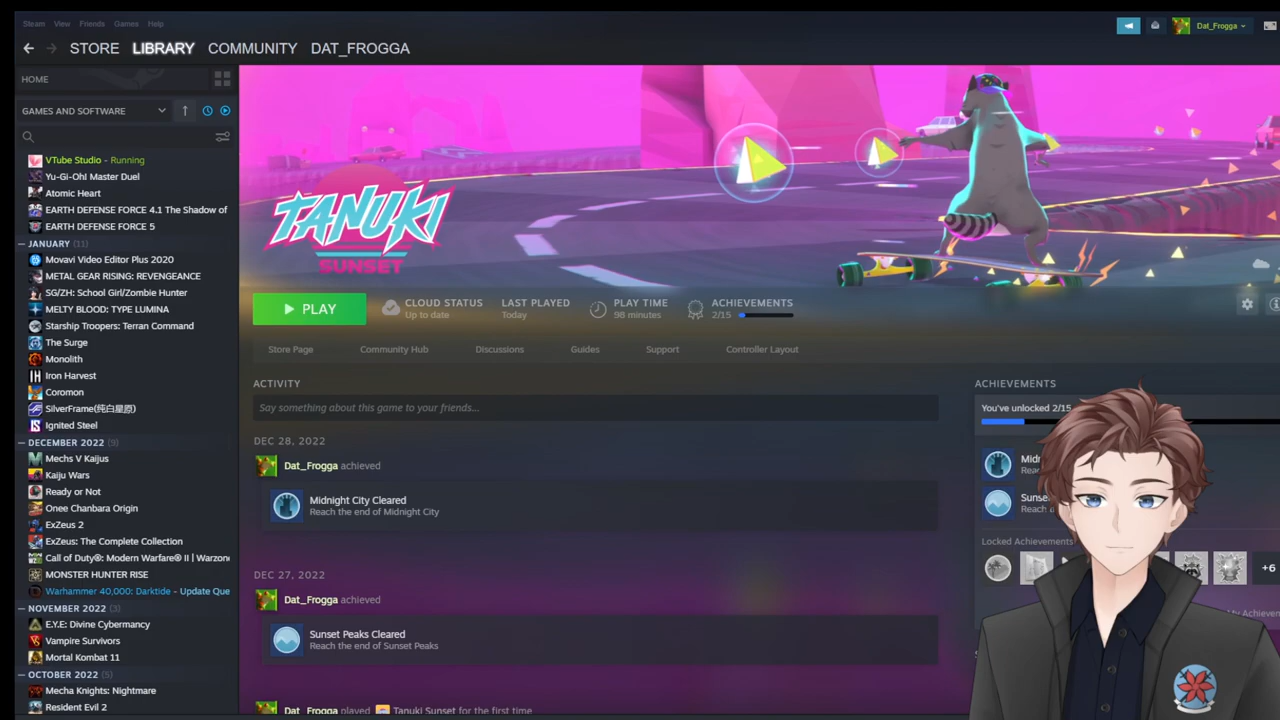 Steam View Friends Games Help
Dat_Frogga
STORE LIBRARY COMMUNITY DAT_FROGGA
HOME
GAMES AND SOFTWARE
VTube Studio - Running
Yu-Gi-Oh! Master Duel
Atomic Heart
EARTH DEFENSE FORCE 4.1 The Shadow of
EARTH DEFENSE FORCE 5
JANUARY (11)
Movavi Video Editor Plus 2020
METAL GEAR RISING: REVENGEANCE
SG/ZH: School Girl/Zombie Hunter
MELTY BLOOD: TYPE LUMINA
Starship Troopers: Terran Command
The Surge
Monolith
Iron Harvest
Coromon
SilverFrame(纯白星原)
Ignited Steel
DECEMBER 2022 (9)
Mechs V Kaijus
Kaiju Wars
Ready or Not
Onee Chanbara Origin
ExZeus 2
ExZeus: The Complete Collection
Call of Duty®: Modern Warfare® II | Warzone
MONSTER HUNTER RISE
Warhammer 40,000: Darktide - Update Que
NOVEMBER 2022 (3)
E.Y.E: Divine Cybermancy
Vampire Survivors
Mortal Kombat 11
OCTOBER 2022 (5)
Mecha Knights: Nightmare
Resident Evil 2
TANUKI
SUNSET
PLAY
CLOUD STATUS
Up to date
LAST PLAYED
Today
PLAY TIME
98 minutes
ACHIEVEMENTS
2/15
Store Page Community Hub Discussions Guides Support Controller Layout
ACTIVITY
Say something about this game to your friends...
DEC 28, 2022
Dat_Frogga achieved
Midnight City Cleared
Reach the end of Midnight City
DEC 27, 2022
Dat_Frogga achieved
Sunset Peaks Cleared
Reach the end of Sunset Peaks
Dat_Frogga played Tanuki Sunset for the first time
ACHIEVEMENTS
You've unlocked 2/15
Midn
Reac
Sunse
Reach
Locked Achievements
+6
My Achievem